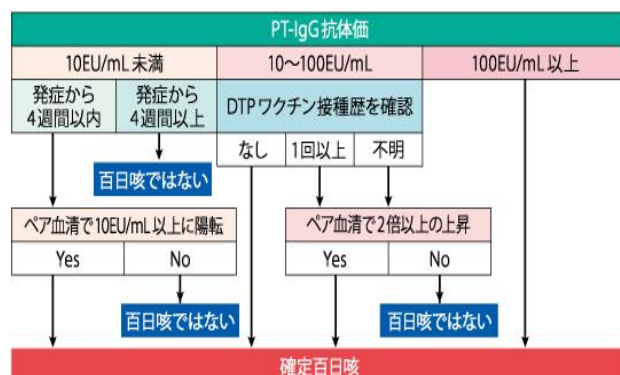 PT-IgG抗体価
10EU/mL未満
10〜100EU/mL
100EU/mL以上
発症から
4週間以内
発症から
4週間以上
DTPワクチン接種歴を確認
なし
1回以上
不明
百日咳ではない
ペア血清で10EU/mL以上に陽転
Yes
No
ペア血清で2倍以上の上昇
Yes
No
百日咳ではない
百日咳ではない
確定百日咳